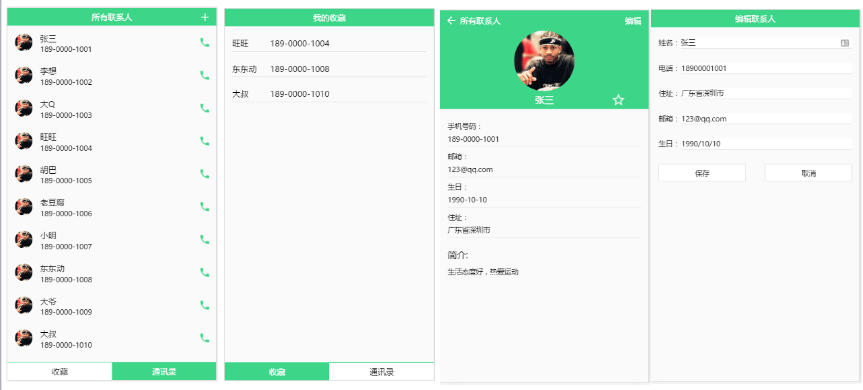 所有联系人 +
张三
189-0000-1001
李想
189-0000-1002
大Q
189-0000-1003
旺旺
189-0000-1004
胡巴
189-0000-1005
老豆腐
189-0000-1006
小明
189-0000-1007
东东动
189-0000-1008
大爷
189-0000-1009
大叔
189-0000-1010
收藏 通讯录
我的收藏
旺旺 189-0000-1004
东东动 189-0000-1008
大叔 189-0000-1010
收藏 通讯录
所有联系人 编辑
张三
手机号码：
189-0000-1001
邮箱：
123@qq.com
生日：
1990-10-10
住址：
广东省深圳市
简介:
生活态度好，热爱运动
编辑联系人
姓名：张三
电话：18900001001
住址：广东省深圳市
邮箱：123@qq.com
生日：1990/10/10
保存 取消